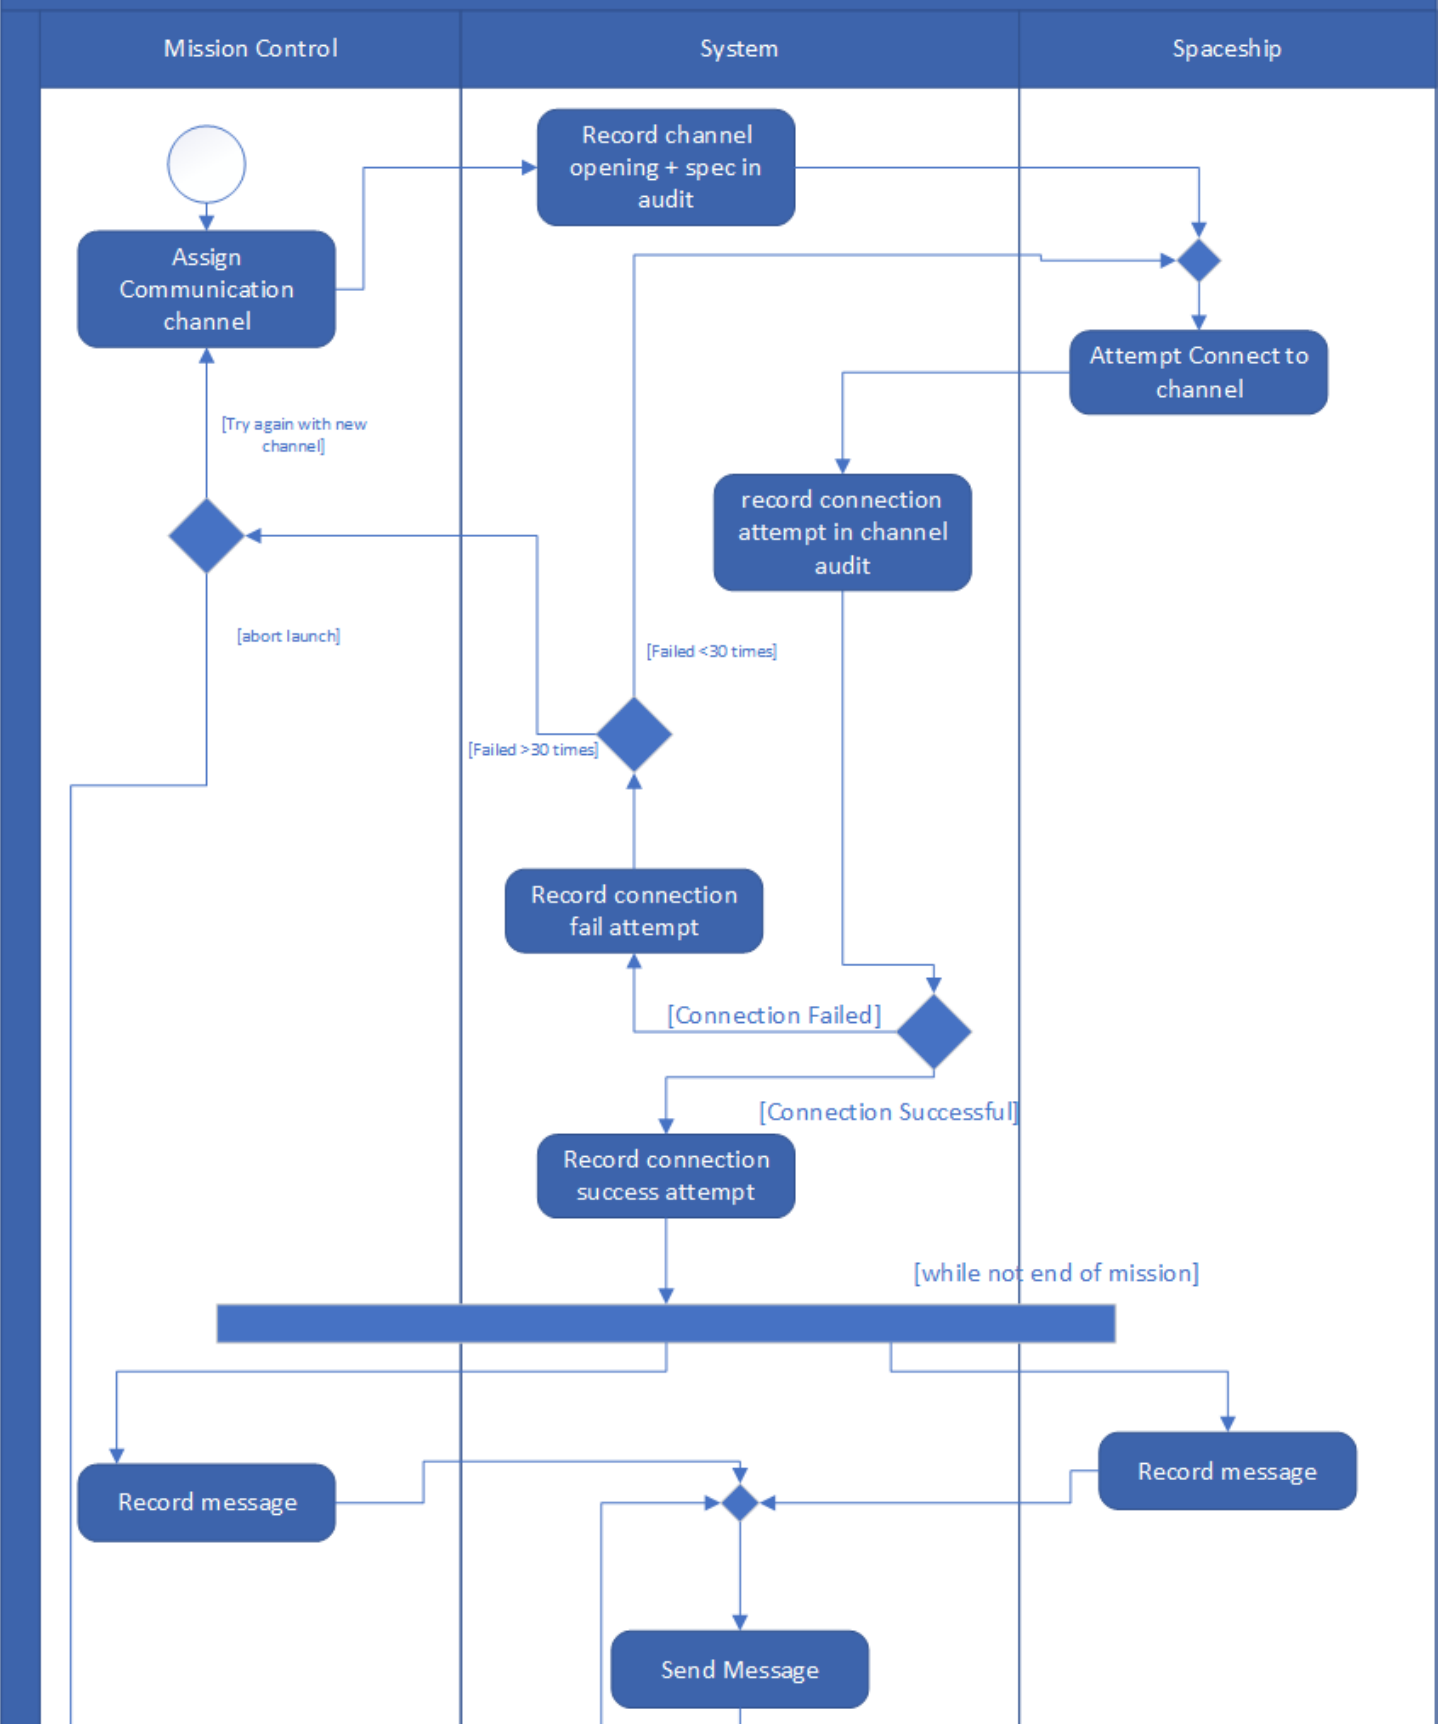 Mission Control
System
Spaceship
Record channel
opening + spec in
audit
Assign
Communication
channel
Attempt Connect to
channel
[Try again with new
channel]
record connection
attempt in channel
audit
[abort launch]
[Failed <30 times]
[Failed >30 times]
Record connection
fail attempt
[Connection Failed]
[Connection Successful]
Record connection
success attempt
[while not end of mission]
Record message
Record message
Send Message